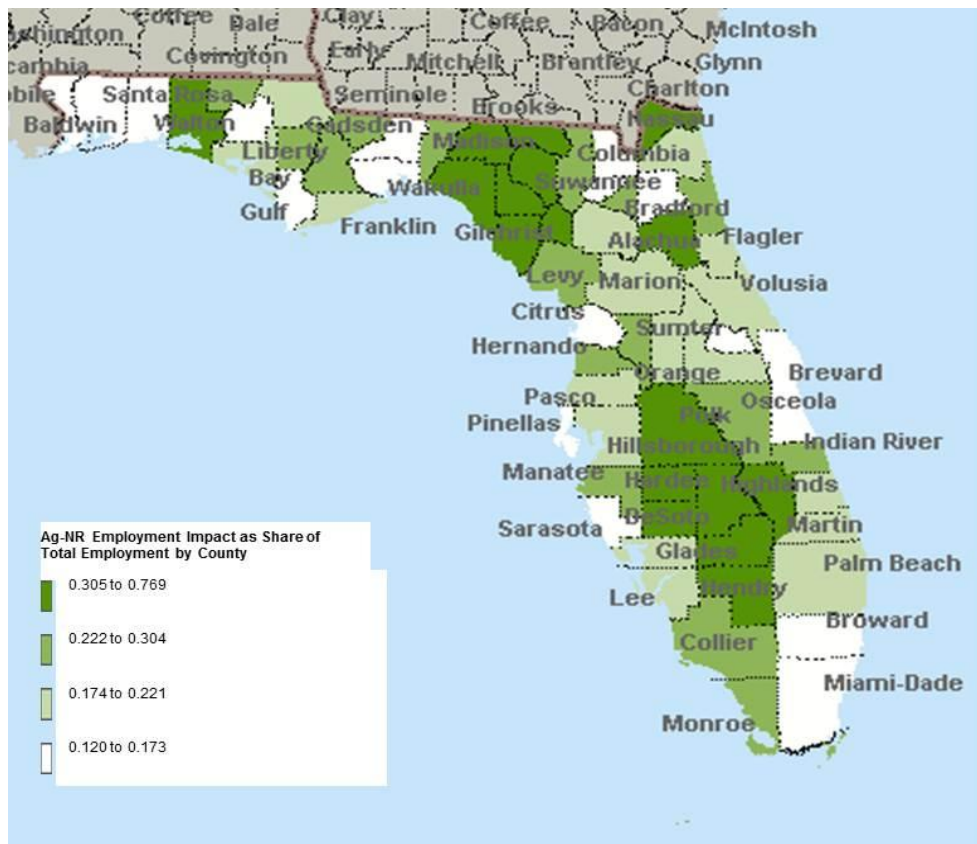 Coffee
Dale
Clay
Coffee
Bacon
McIntosh
Covington
Early
Mitchell
Brantley
Glynn
Santa Rosa
Seminole
Brooks
Charlton
Baldwin
Walton
Gadsden
Madison
Nassau
Liberty
Columbia
Bay
Wakulla
Suwannee
Gulf
Franklin
Gilchrist
Bradford
Alachua
Flagler
Levy
Marion
Volusia
Citrus
Sumter
Hernando
Orange
Brevard
Pasco
Polk
Osceola
Pinellas
Hillsborough
Indian River
Manatee
Hardee
Highlands
Sarasota
DeSoto
Martin
Glades
Palm Beach
Lee
Hendry
Broward
Collier
Miami-Dade
Monroe
Ag-NR Employment Impact as Share of
Total Employment by County
0.305 to 0.769
0.222 to 0.304
0.174 to 0.221
0.120 to 0.173